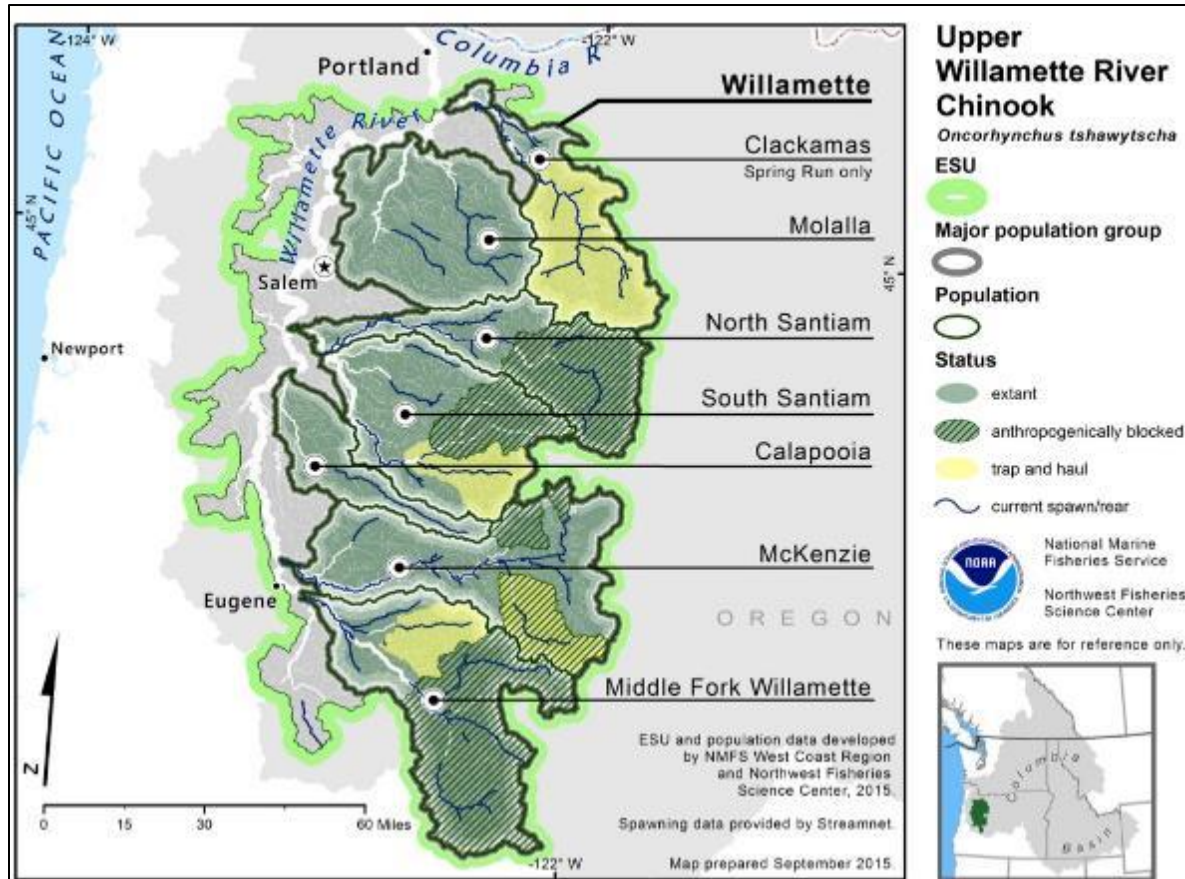 -124° W
-122° W
Columbia R
Portland
PACIFIC OCEAN
Willamette River
Willamette
Clackamas
Spring Run only
Molalla
45° N
45° N
Salem
North Santiam
Newport
South Santiam
Calapooia
McKenzie
Eugene
OREGON
Middle Fork Willamette
ESU and population data developed
by NMFS West Coast Region
and Northwest Fisheries
Science Center, 2015.
Spawning data provided by Streamnet.
Map prepared September 2015.
N
0 15 30 60 Miles
-122° W
Upper
Willamette River
Chinook
Oncorhynchus tshawytscha
ESU
Major population group
Population
Status
extant
anthropogenically blocked
trap and haul
current spawn/rear
NOAA
National Marine
Fisheries Service
Northwest Fisheries
Science Center
These maps are for reference only.
Columbia
Basin